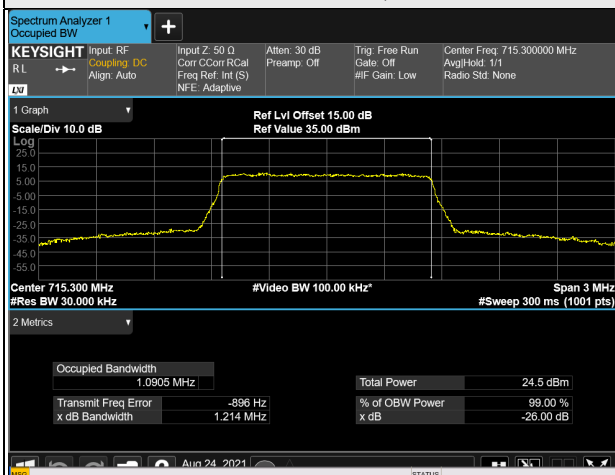 Spectrum Analyzer 1
Occupied BW
+
KEYSIGHT
RL
LXI
Input: RF
Coupling: DC
Align: Auto
Input Z: 50 Ω
Corr CCorr RCal
Freq Ref: Int (S)
NFE: Adaptive
Atten: 30 dB
Preamp: Off
Trig: Free Run
Gate: Off
#IF Gain: Low
Center Freq: 715.300000 MHz
Avg|Hold: 1/1
Radio Std: None
1 Graph
Scale/Div 10.0 dB
Ref Lvl Offset 15.00 dB
Ref Value 35.00 dBm
Log
25.0
15.0
5.00
-5.00
-15.0
-25.0
-35.0
-45.0
-55.0
Center 715.300 MHz
#Video BW 100.00 kHz*
Span 3 MHz
#Res BW 30.000 kHz
#Sweep 300 ms (1001 pts)
2 Metrics
Occupied Bandwidth
1.0905 MHz
Total Power 24.5 dBm
Transmit Freq Error -896 Hz
% of OBW Power 99.00 %
x dB Bandwidth 1.214 MHz
x dB -26.00 dB
Aug 24, 2021
MSG
STATUS